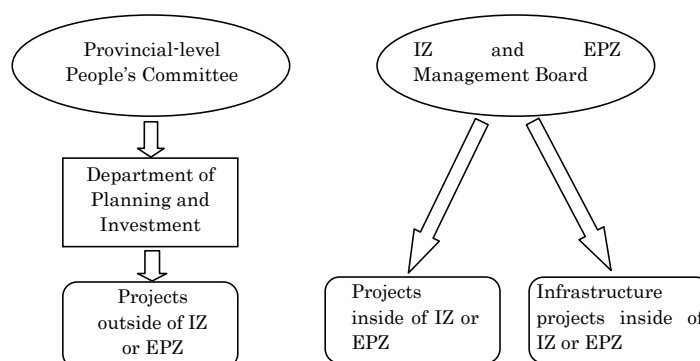 Provincial-level
People's Committee
IZ and EPZ
Management Board
Department of
Planning and
Investment
Projects
outside of IZ
or EPZ
Projects
inside of IZ or
EPZ
Infrastructure
projects inside of
IZ or EPZ